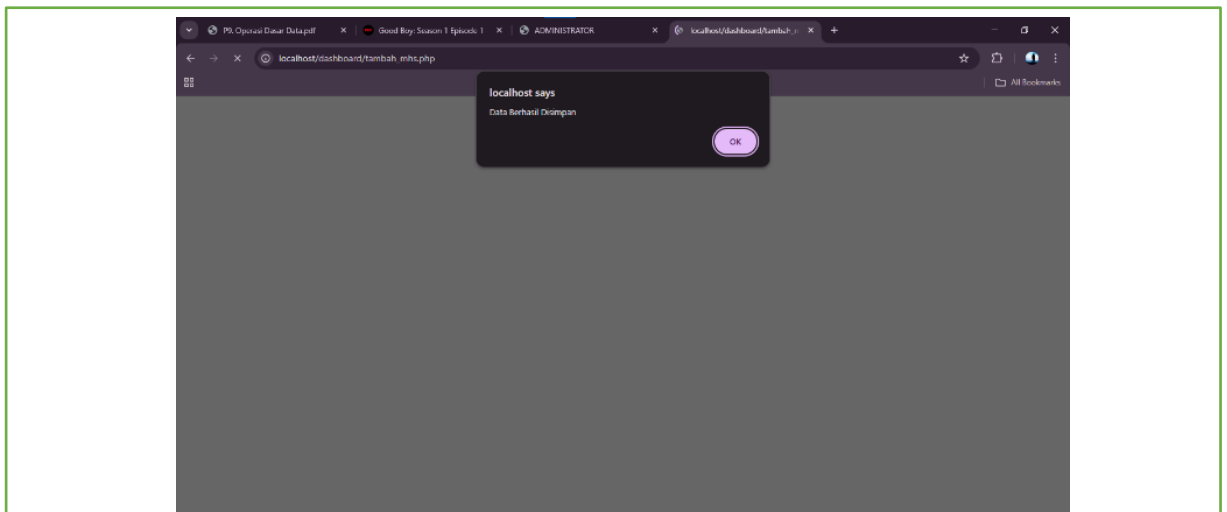 P9. Operasi Dasar Data.pdf
Good Boy: Season 1 Episode 1
ADMINISTRATOR
localhost/dashboard/tambah_
localhost/dashboard/tambah_mhs.php
All Bookmarks
localhost says
Data Berhasil Disimpan
OK